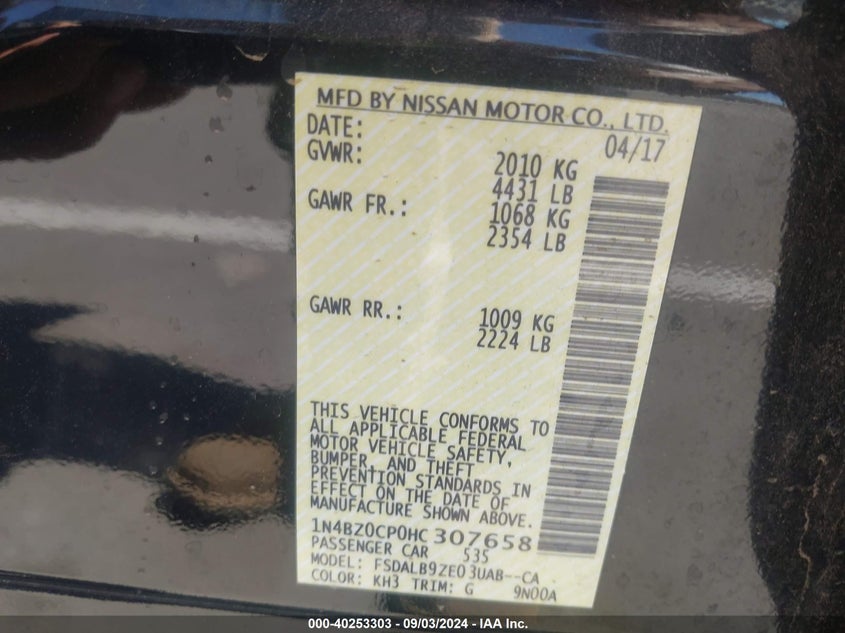 MFD BY NISSAN MOTOR CO., LTD.
DATE: 04/17
GVWR: 2010 KG
4431 LB
GAWR FR.: 1068 KG
2354 LB
GAWR RR.: 1009 KG
2224 LB
THIS VEHICLE CONFORMS TO
ALL APPLICABLE FEDERAL
MOTOR VEHICLE SAFETY,
BUMPER, AND THEFT
PREVENTION STANDARDS IN
EFFECT ON THE DATE OF
MANUFACTURE SHOWN ABOVE.
1N4BZ0CP0HC 307658
PASSENGER CAR 535
MODEL: FSDALB9ZE03UAB--CA
COLOR: KH3 TRIM: G 9N00A
000-40253303 - 09/03/2024 - IAA Inc.